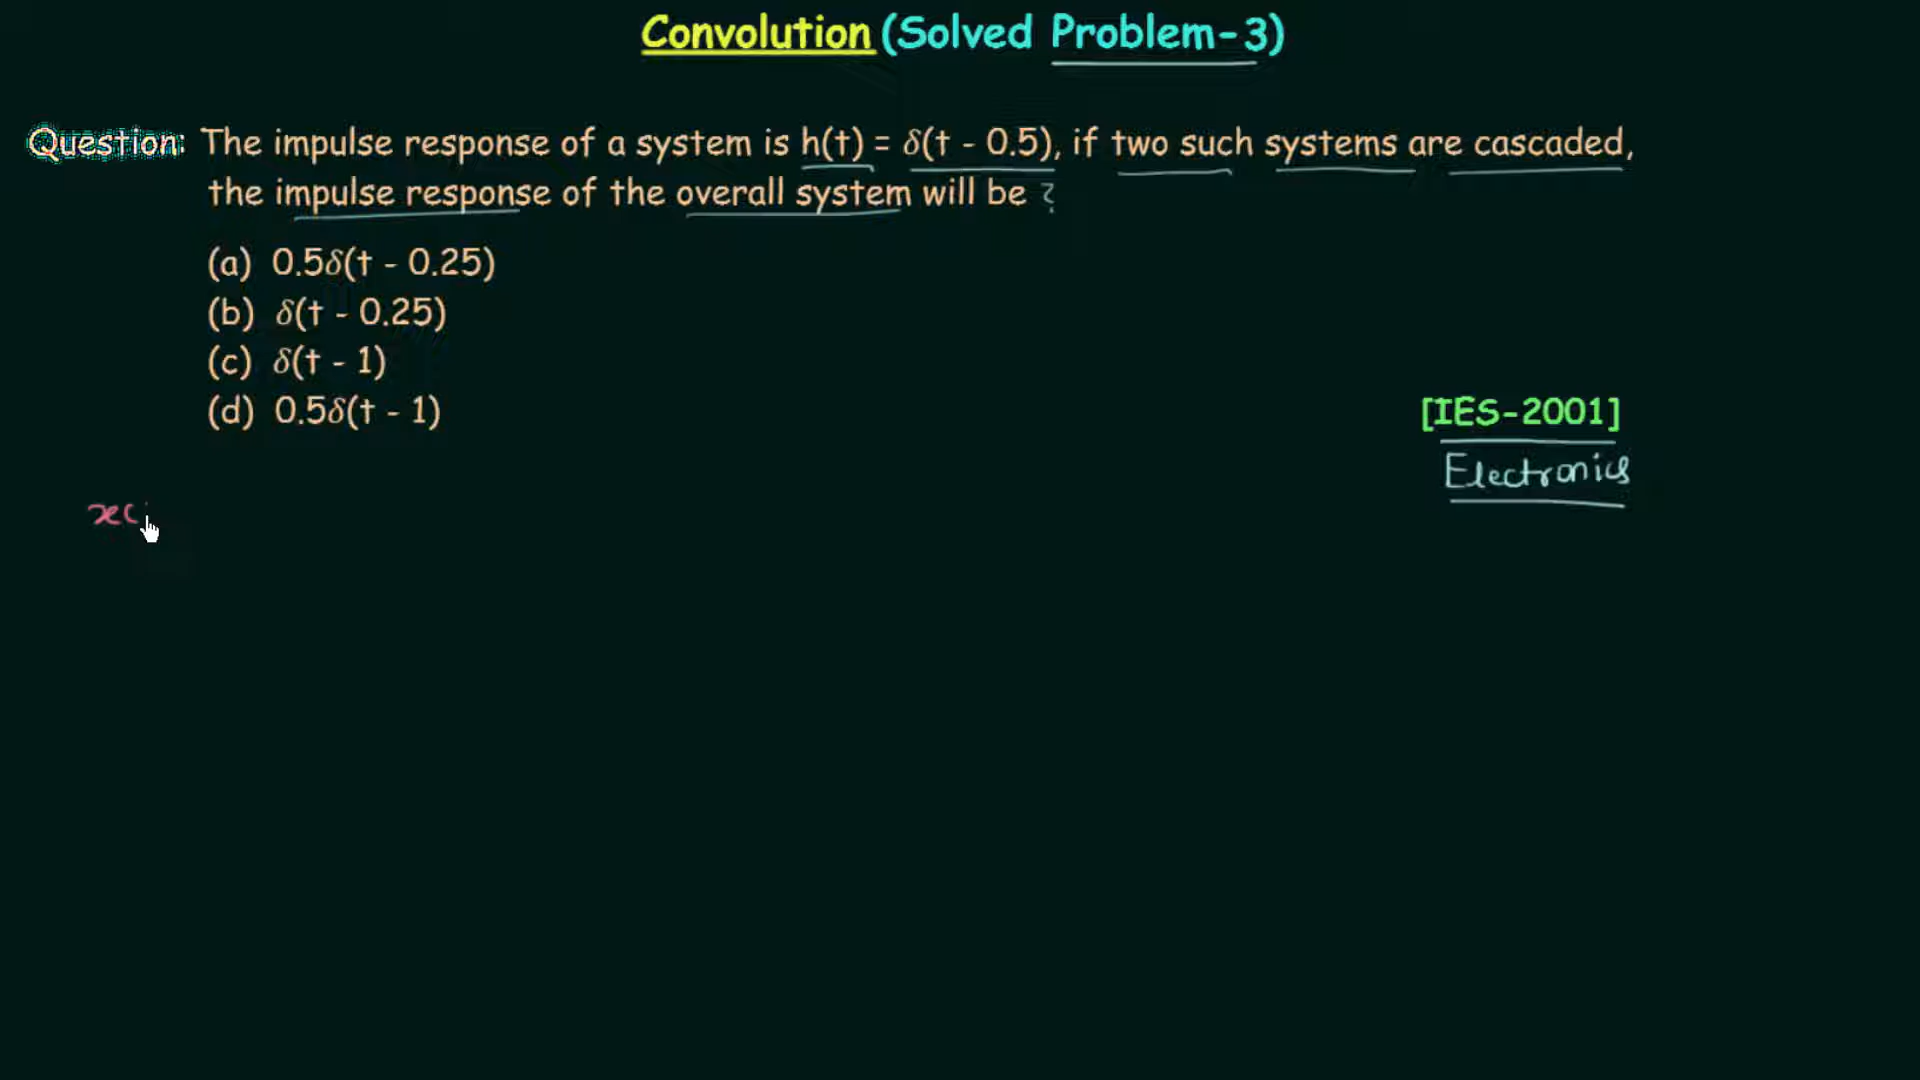 Convolution (Solved Problem-3)
Question: The impulse response of a system is h(t) = δ(t - 0.5), if two such systems are cascaded,
the impulse response of the overall system will be ?
(a) 0.5δ(t - 0.25)
(b) δ(t - 0.25)
(c) δ(t - 1)
(d) 0.5δ(t - 1)
[IES-2001]
Electronics
x(